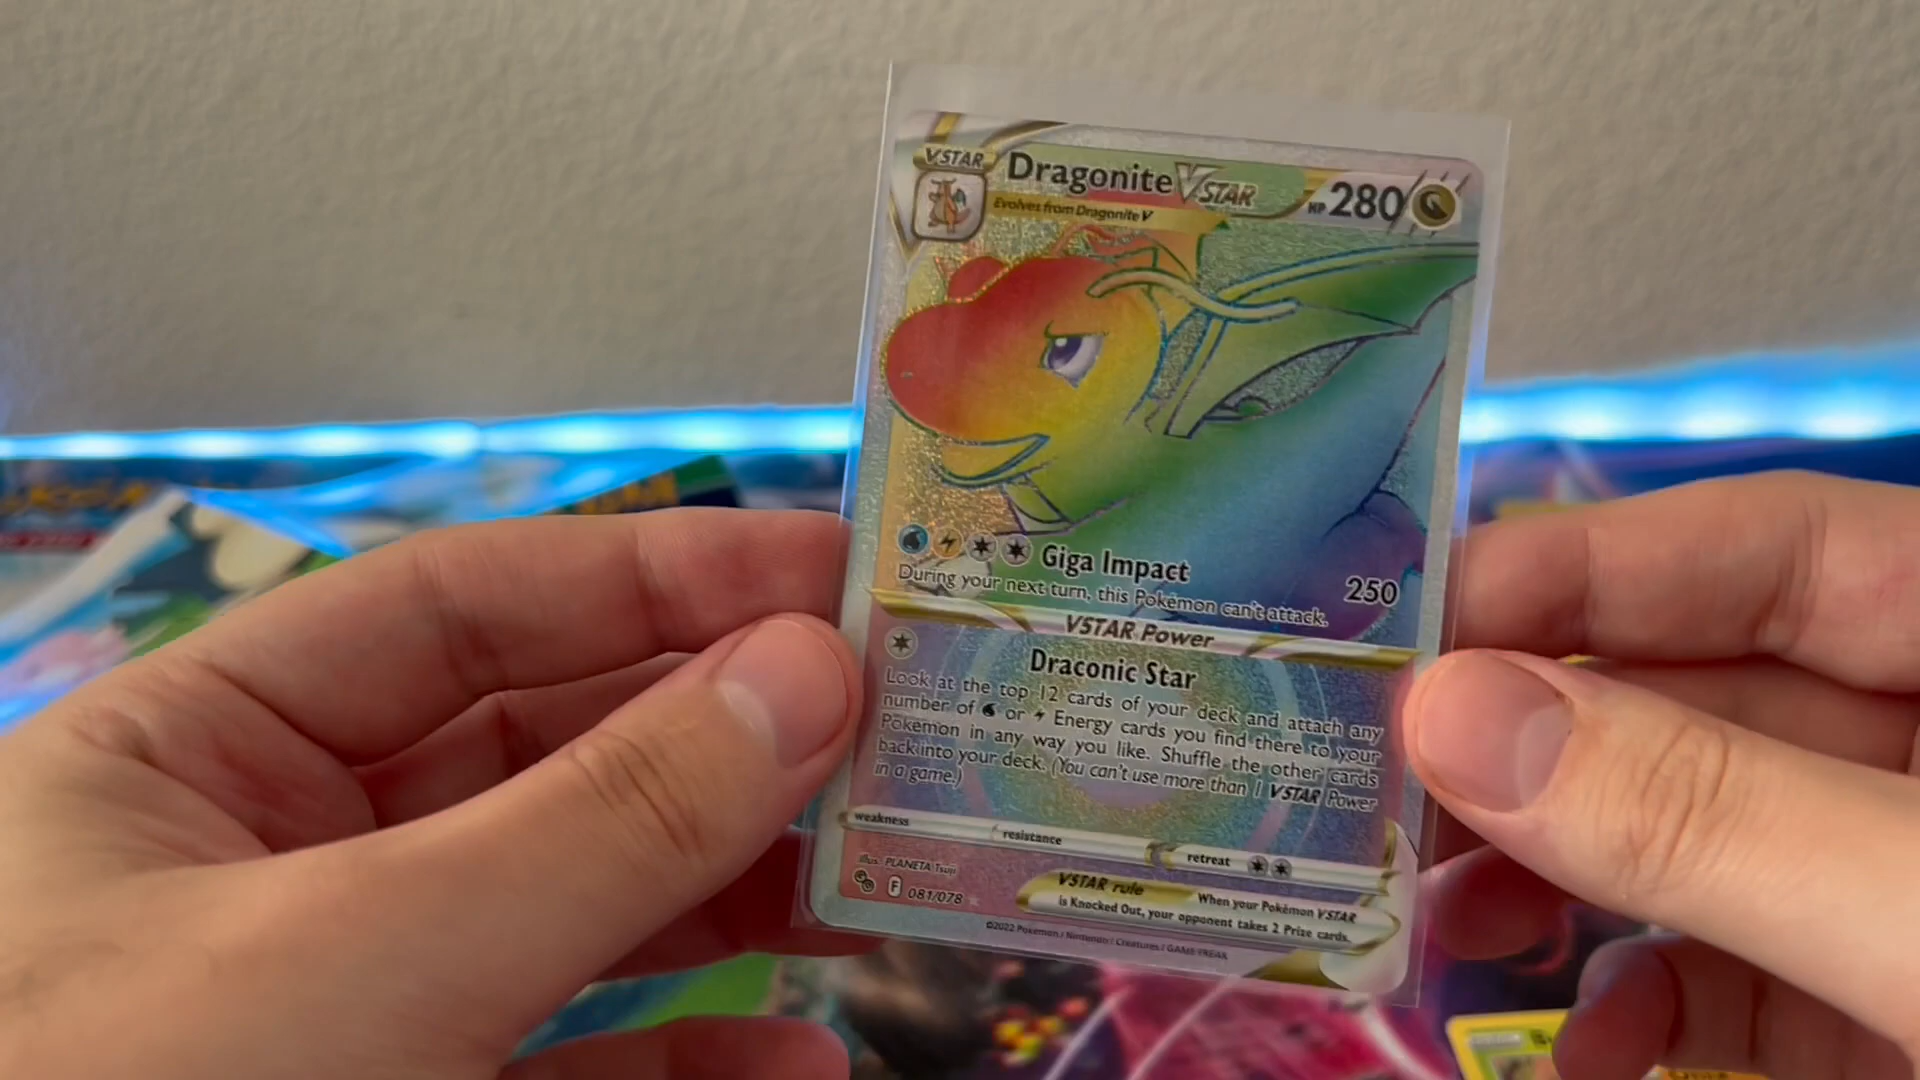 VSTAR
Dragonite VSTAR
HP 280
Evolves from Dragonite V
Giga Impact
250
During your next turn, this Pokémon can't attack.
VSTAR Power
Draconic Star
Look at the top 12 cards of your deck and attach any
number of or Energy cards you find there to your
Pokémon in any way you like. Shuffle the other cards
back into your deck. (You can't use more than 1 VSTAR Power
in a game.)
weakness
resistance
retreat
illus. PLANETA Tsuji
F 081/078
VSTAR rule
When your Pokémon VSTAR
is Knocked Out, your opponent takes 2 Prize cards.
©2022 Pokémon / Nintendo / Creatures / GAME FREAK